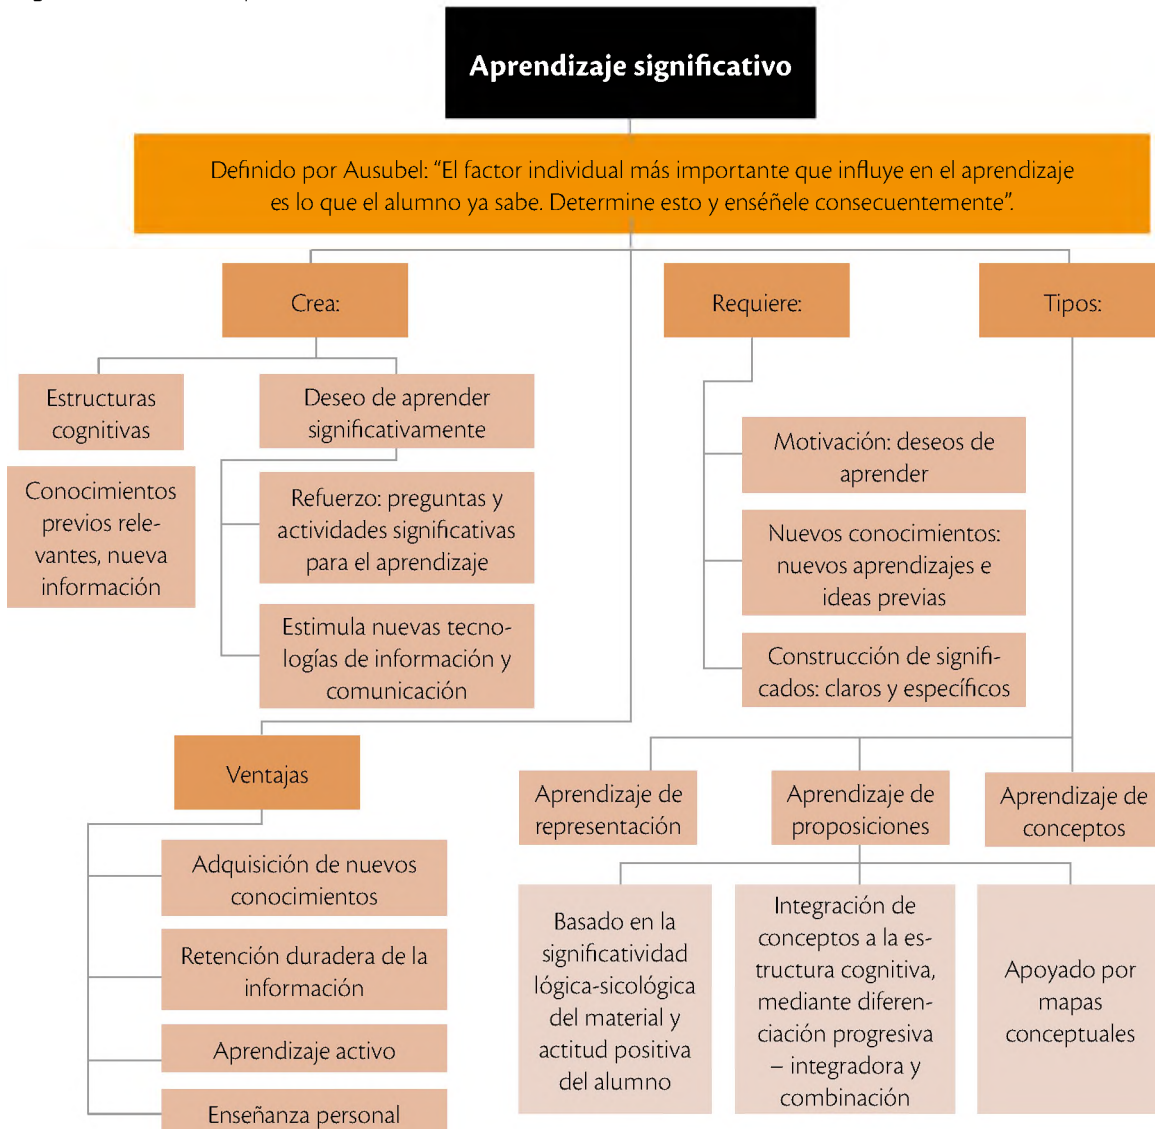 Aprendizaje significativo
Definido por Ausubel: “El factor individual más importante que influye en el aprendizaje
es lo que el alumno ya sabe. Determine esto y enséñele consecuentemente”.
Crea:
Requiere:
Tipos:
Estructuras
cognitivas
Conocimientos
previos rele-
vantes, nueva
información
Deseo de aprender
significativamente
Refuerzo: preguntas y
actividades significativas
para el aprendizaje
Estimula nuevas tecno-
logías de información y
comunicación
Motivación: deseos de
aprender
Nuevos conocimientos:
nuevos aprendizajes e
ideas previas
Construcción de signifi-
cados: claros y específicos
Ventajas
Adquisición de nuevos
conocimientos
Retención duradera de la
información
Aprendizaje activo
Enseñanza personal
Aprendizaje de
representación
Aprendizaje de
proposiciones
Aprendizaje de
conceptos
Basado en la
significatividad
lógica-sicológica
del material y
actitud positiva
del alumno
Integración de
conceptos a la es-
tructura cognitiva,
mediante diferen-
ciación progresiva
– integradora y
combinación
Apoyado por
mapas
conceptuales